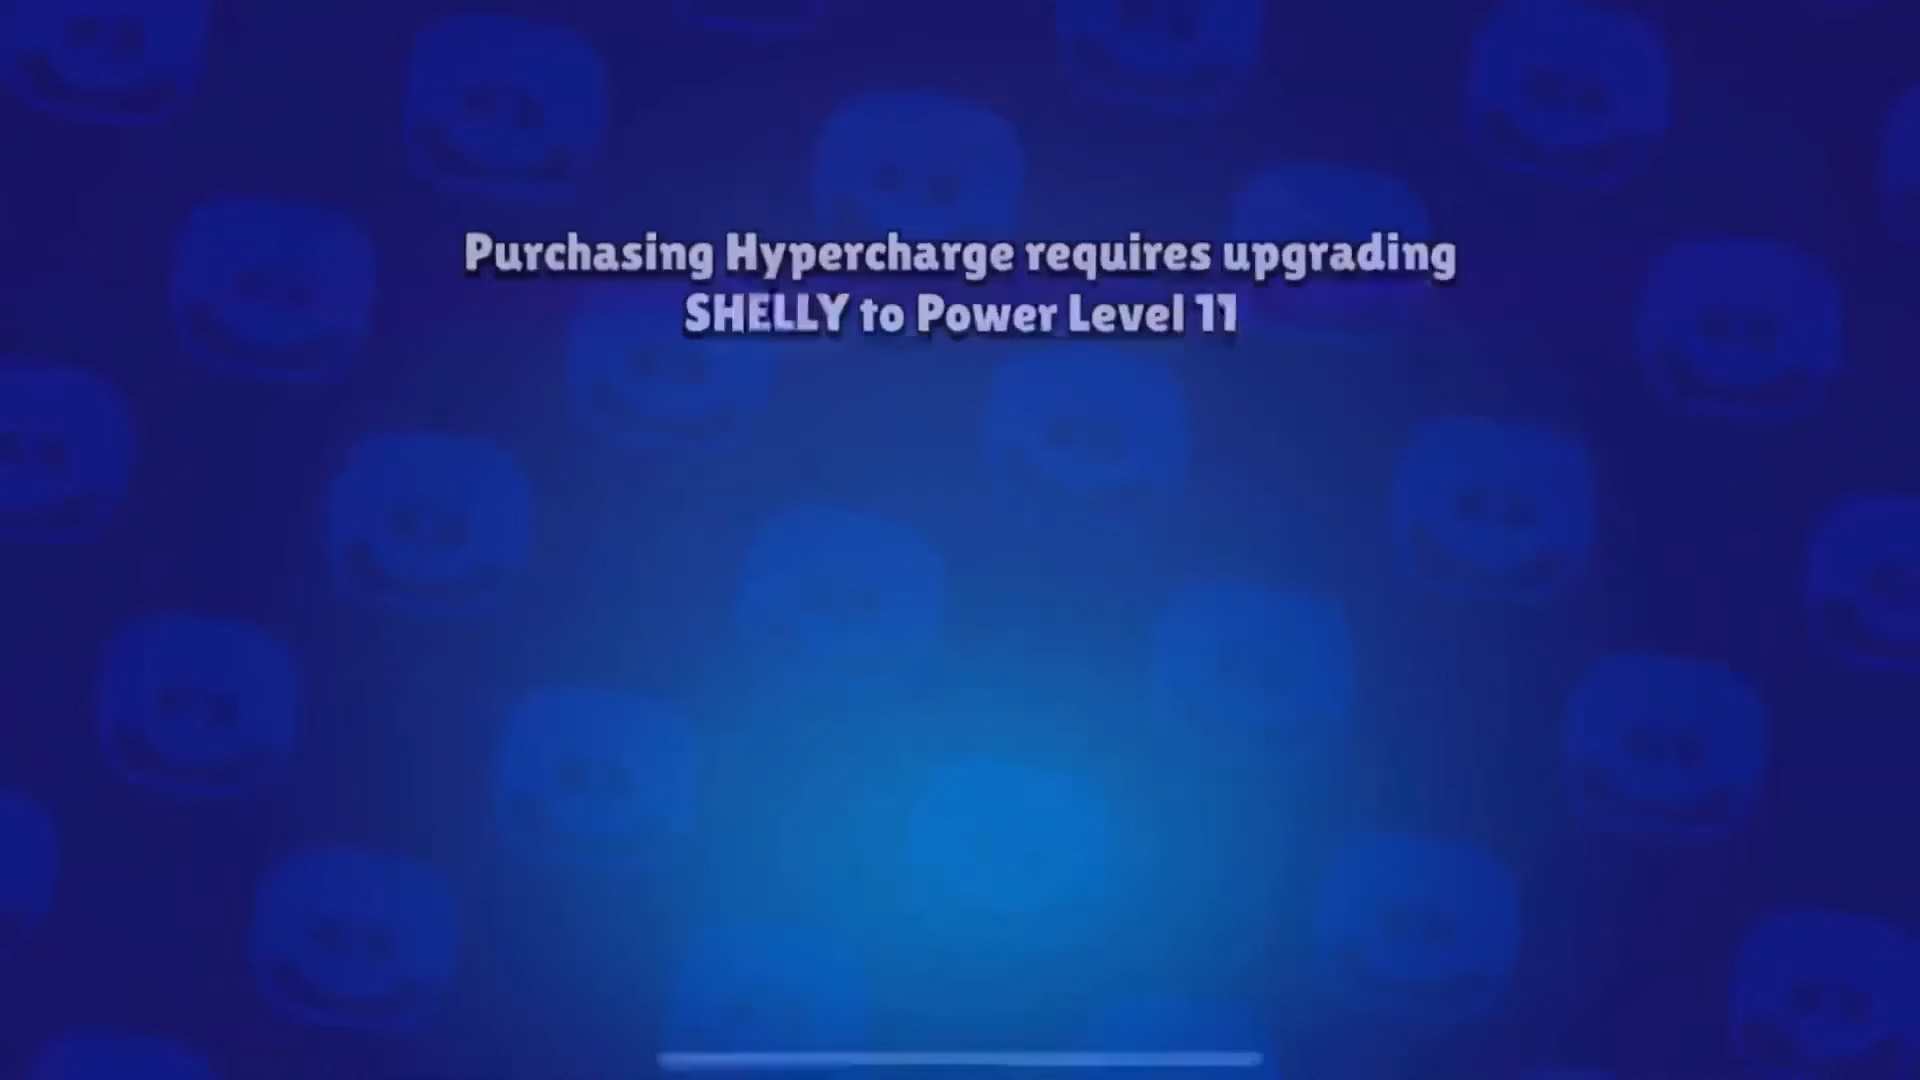 Purchasing Hypercharge requires upgrading
SHELLY to Power Level 11